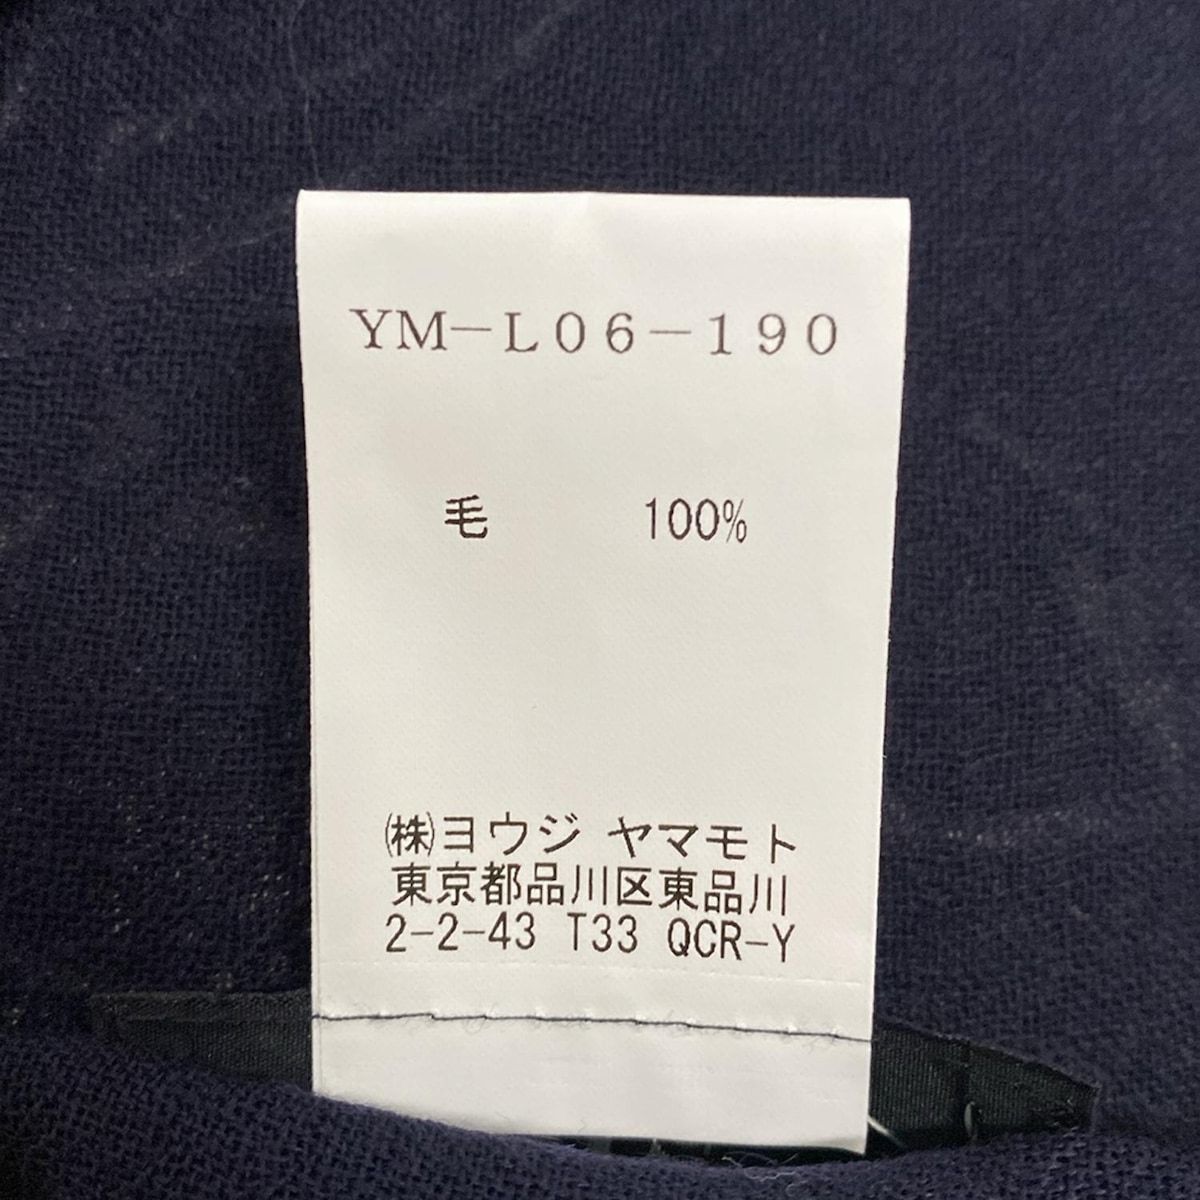 YM-L06-190
毛 100%
㈱ヨウジ ヤマモト
東京都品川区東品川
2-2-43 T33 QCR-Y